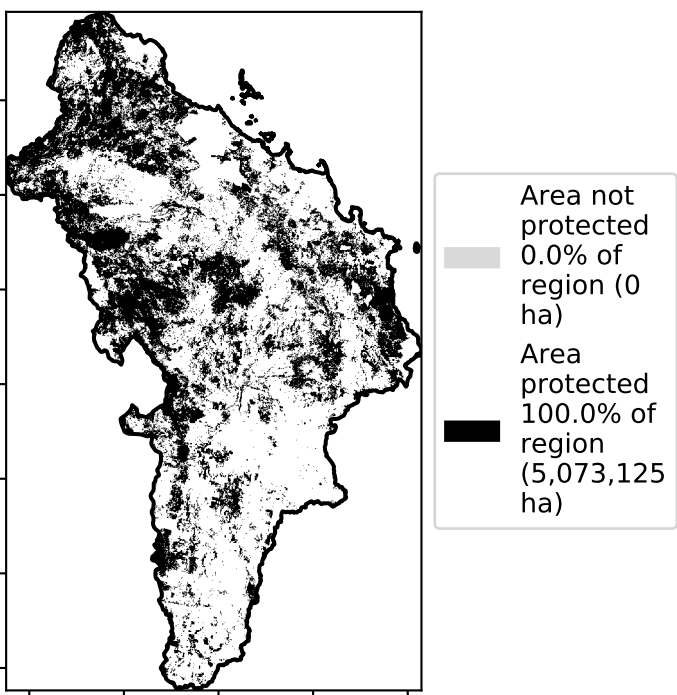 Area not
protected
0.0% of
region (0
ha)
Area
protected
100.0% of
region
(5,073,125
ha)